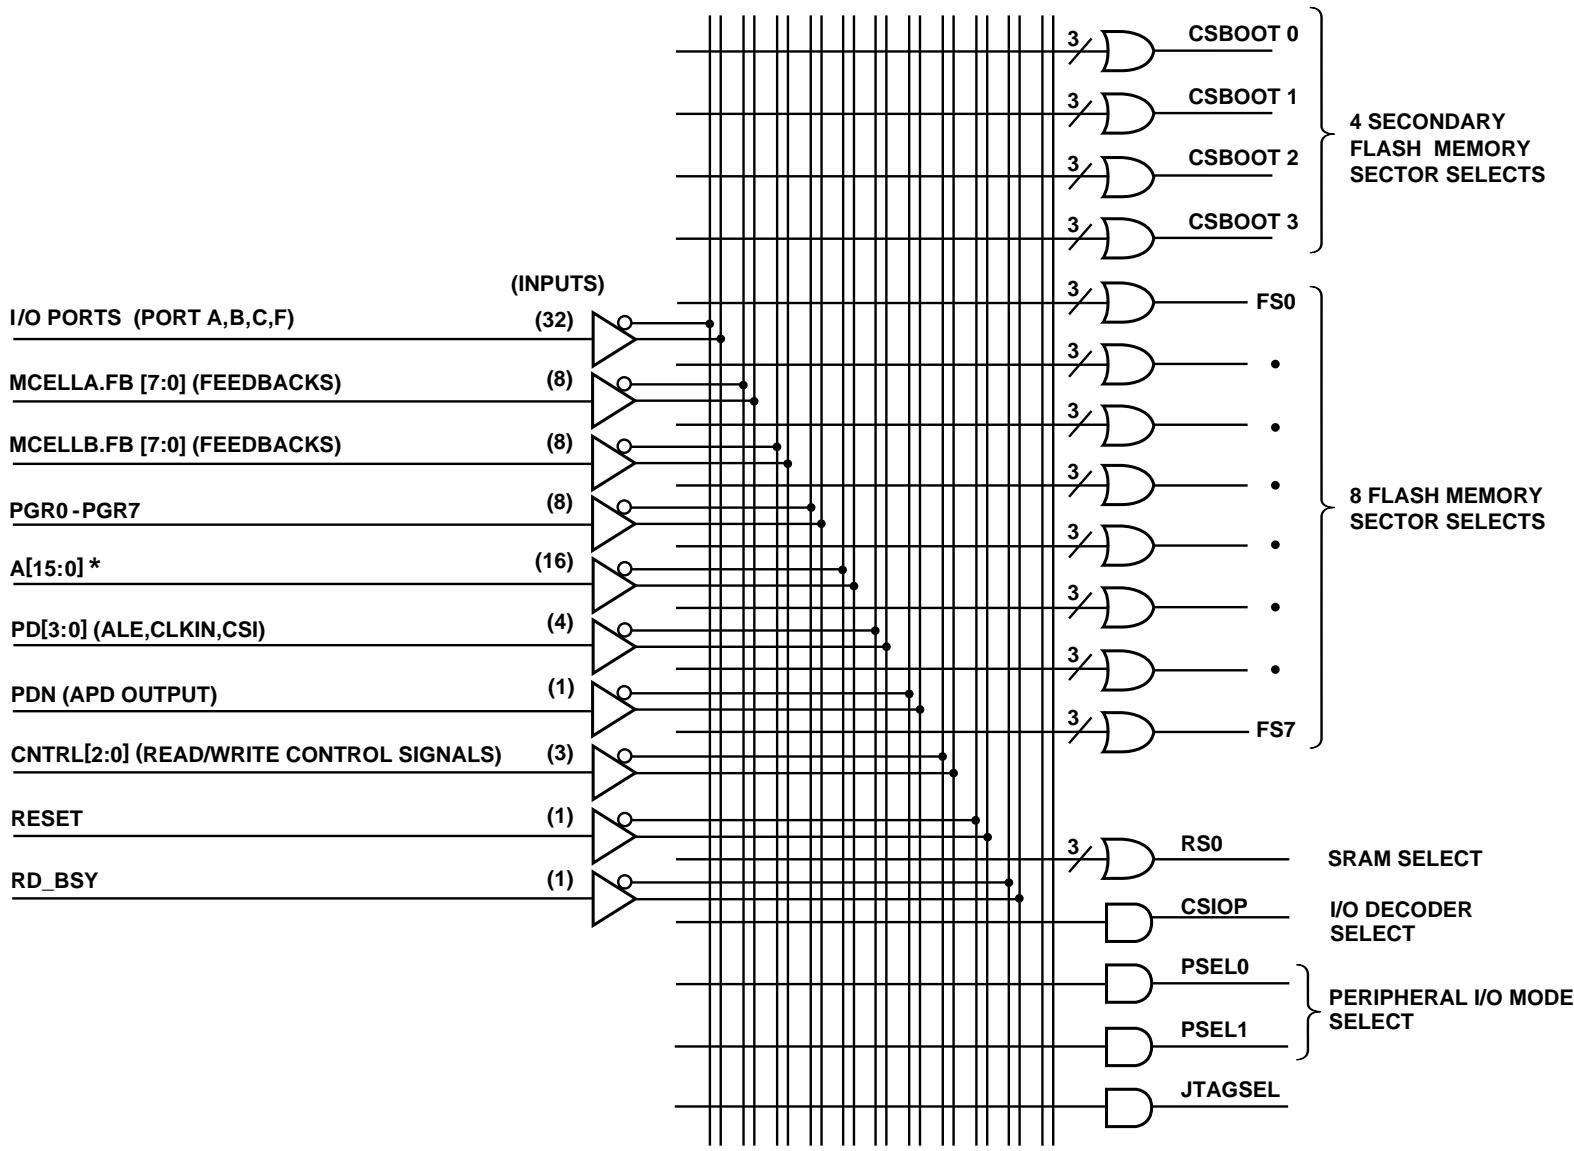 3
CSBOOT 0
3
CSBOOT 1
4 SECONDARY
FLASH MEMORY
SECTOR SELECTS
3
CSBOOT 2
3
CSBOOT 3
(INPUTS)
I/O PORTS (PORT A,B,C,F)
(32)
MCELLA.FB [7:0] (FEEDBACKS)
(8)
MCELLB.FB [7:0] (FEEDBACKS)
(8)
PGR0 - PGR7
(8)
A[15:0] *
(16)
PD[3:0] (ALE,CLKIN,CSI)
(4)
PDN (APD OUTPUT)
(1)
CNTRL[2:0] (READ/WRITE CONTROL SIGNALS)
(3)
RESET
(1)
RD_BSY
(1)
3
FS0
3
3
3
3
3
3
3
FS7
8 FLASH MEMORY
SECTOR SELECTS
3
RS0
SRAM SELECT
CSIOP
I/O DECODER
SELECT
PSEL0
PERIPHERAL I/O MODE
SELECT
PSEL1
JTAGSEL